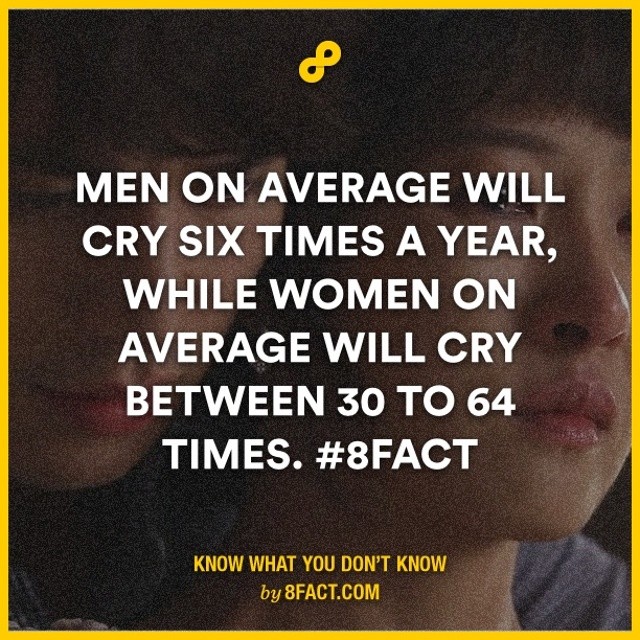 MEN ON AVERAGE WILL
CRY SIX TIMES A YEAR,
WHILE WOMEN ON
AVERAGE WILL CRY
BETWEEN 30 TO 64
TIMES. #8FACT
KNOW WHAT YOU DON'T KNOW
by 8FACT.COM